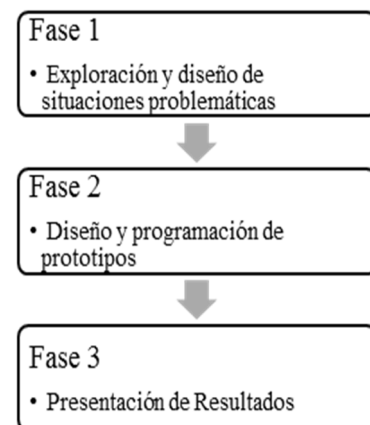 Fase 1
• Exploración y diseño de
situaciones problemáticas
Fase 2
• Diseño y programación de
prototipos
Fase 3
• Presentación de Resultados